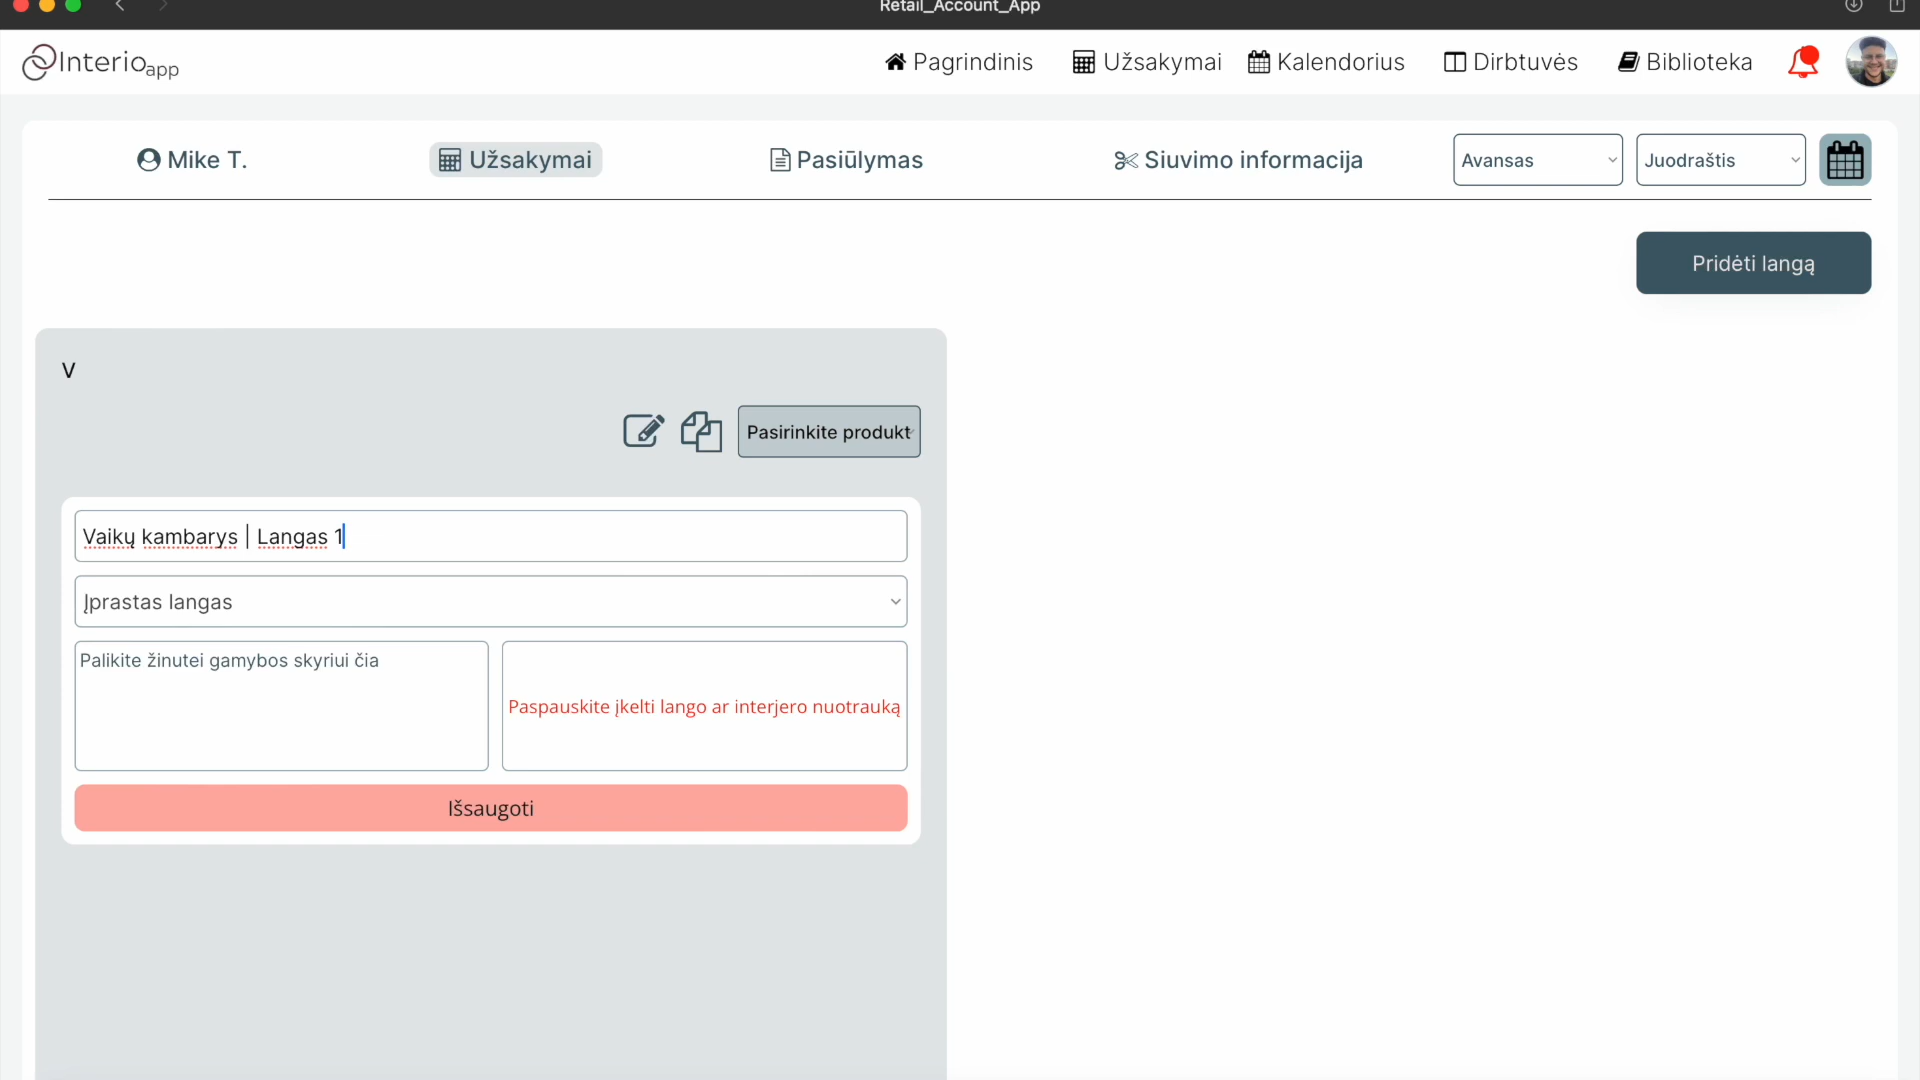 Retail_Account_App
Interioapp
Pagrindinis
Užsakymai
Kalendorius
Dirbtuvės
Biblioteka
Mike T.
Užsakymai
Pasiūlymas
Siuvimo informacija
Avansas
Juodraštis
Pridėti langą
V
Pasirinkite produkt
Vaikų kambarys | Langas 1
Įprastas langas
Palikite žinutei gamybos skyriui čia
Paspauskite įkelti lango ar interjero nuotrauką
Išsaugoti